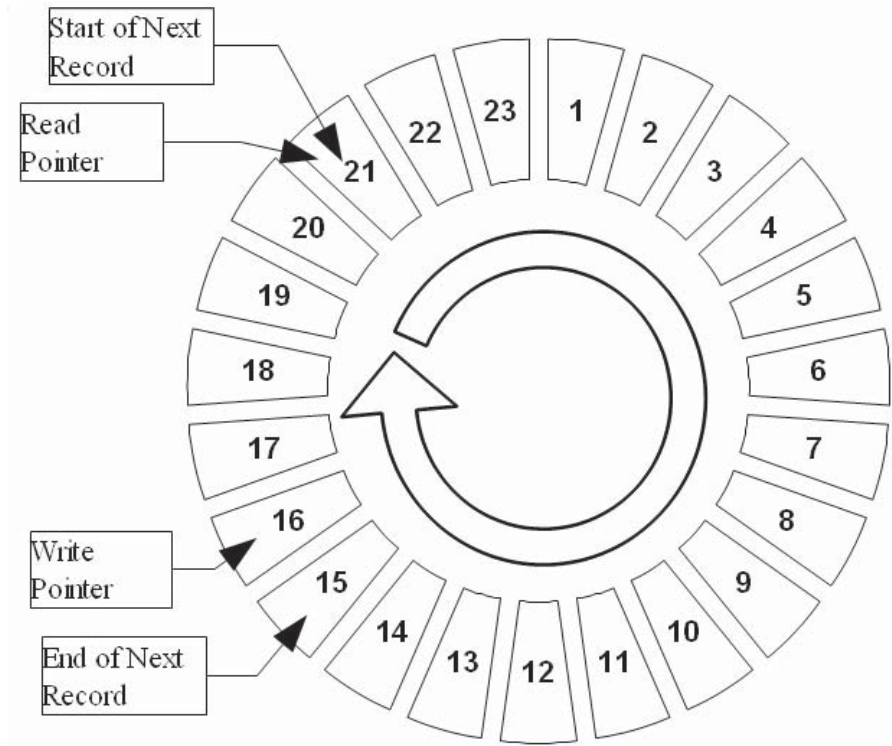 Start of Next
Record
Read
Pointer
Write
Pointer
End of Next
Record
1
2
3
4
5
6
7
8
9
10
11
12
13
14
15
16
17
18
19
20
21
22
23